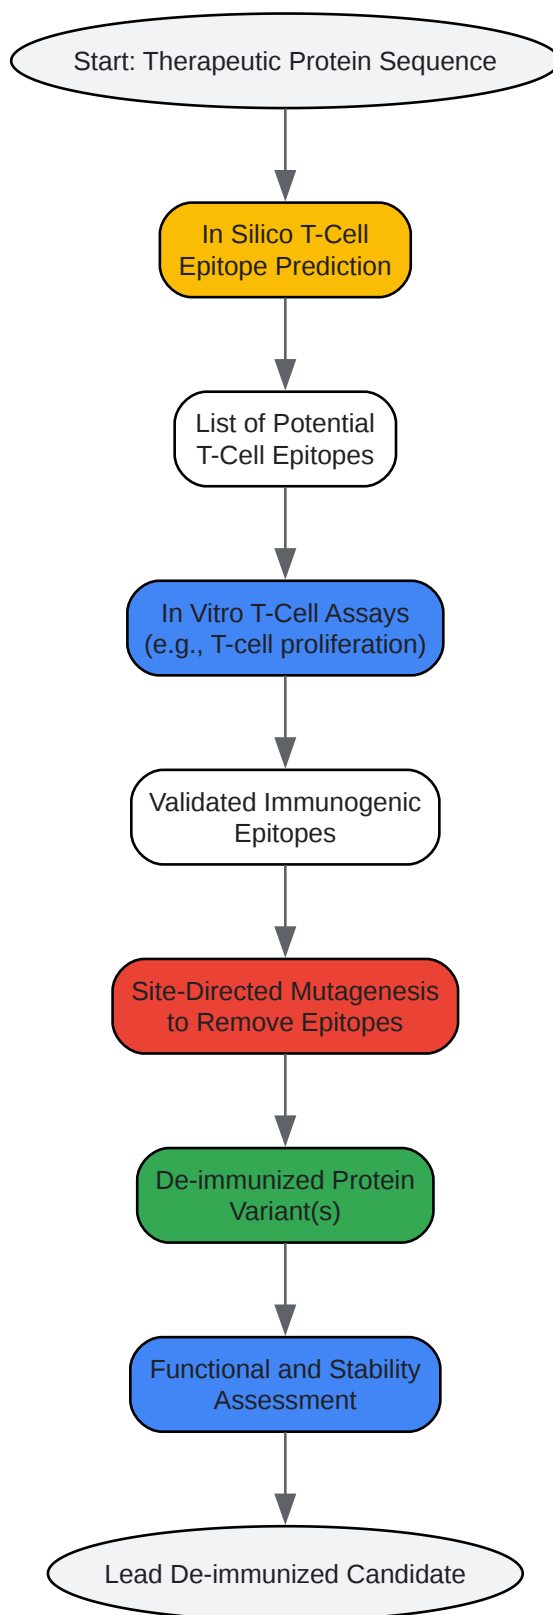 Start: Therapeutic Protein Sequence
In Silico T-Cell
Epitope Prediction
List of Potential
T-Cell Epitopes
In Vitro T-Cell Assays
(e.g., T-cell proliferation)
Validated Immunogenic
Epitopes
Site-Directed Mutagenesis
to Remove Epitopes
De-immunized Protein
Variant(s)
Functional and Stability
Assessment
Lead De-immunized Candidate